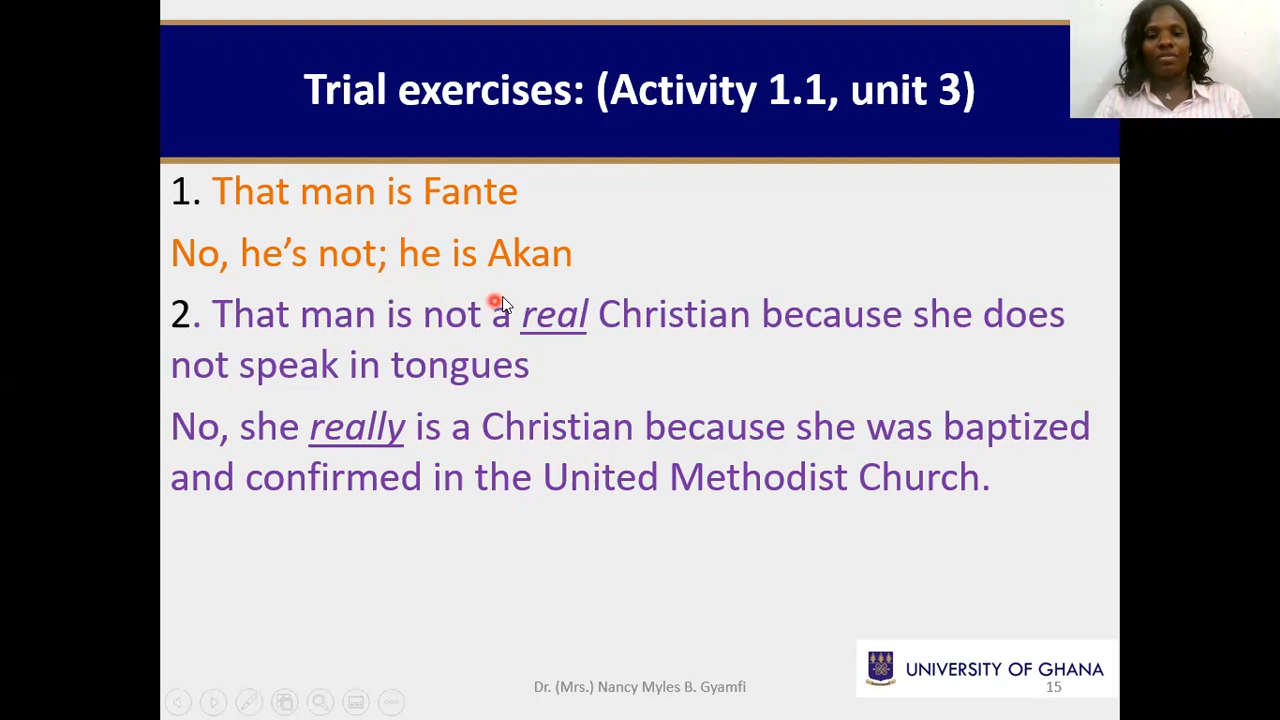 Trial exercises: (Activity 1.1, unit 3)
1. That man is Fante
No, he’s not; he is Akan
2. That man is not a real Christian because she does
not speak in tongues
No, she really is a Christian because she was baptized
and confirmed in the United Methodist Church.
UNIVERSITY OF GHANA
Dr. (Mrs.) Nancy Myles B. Gyamfi
15